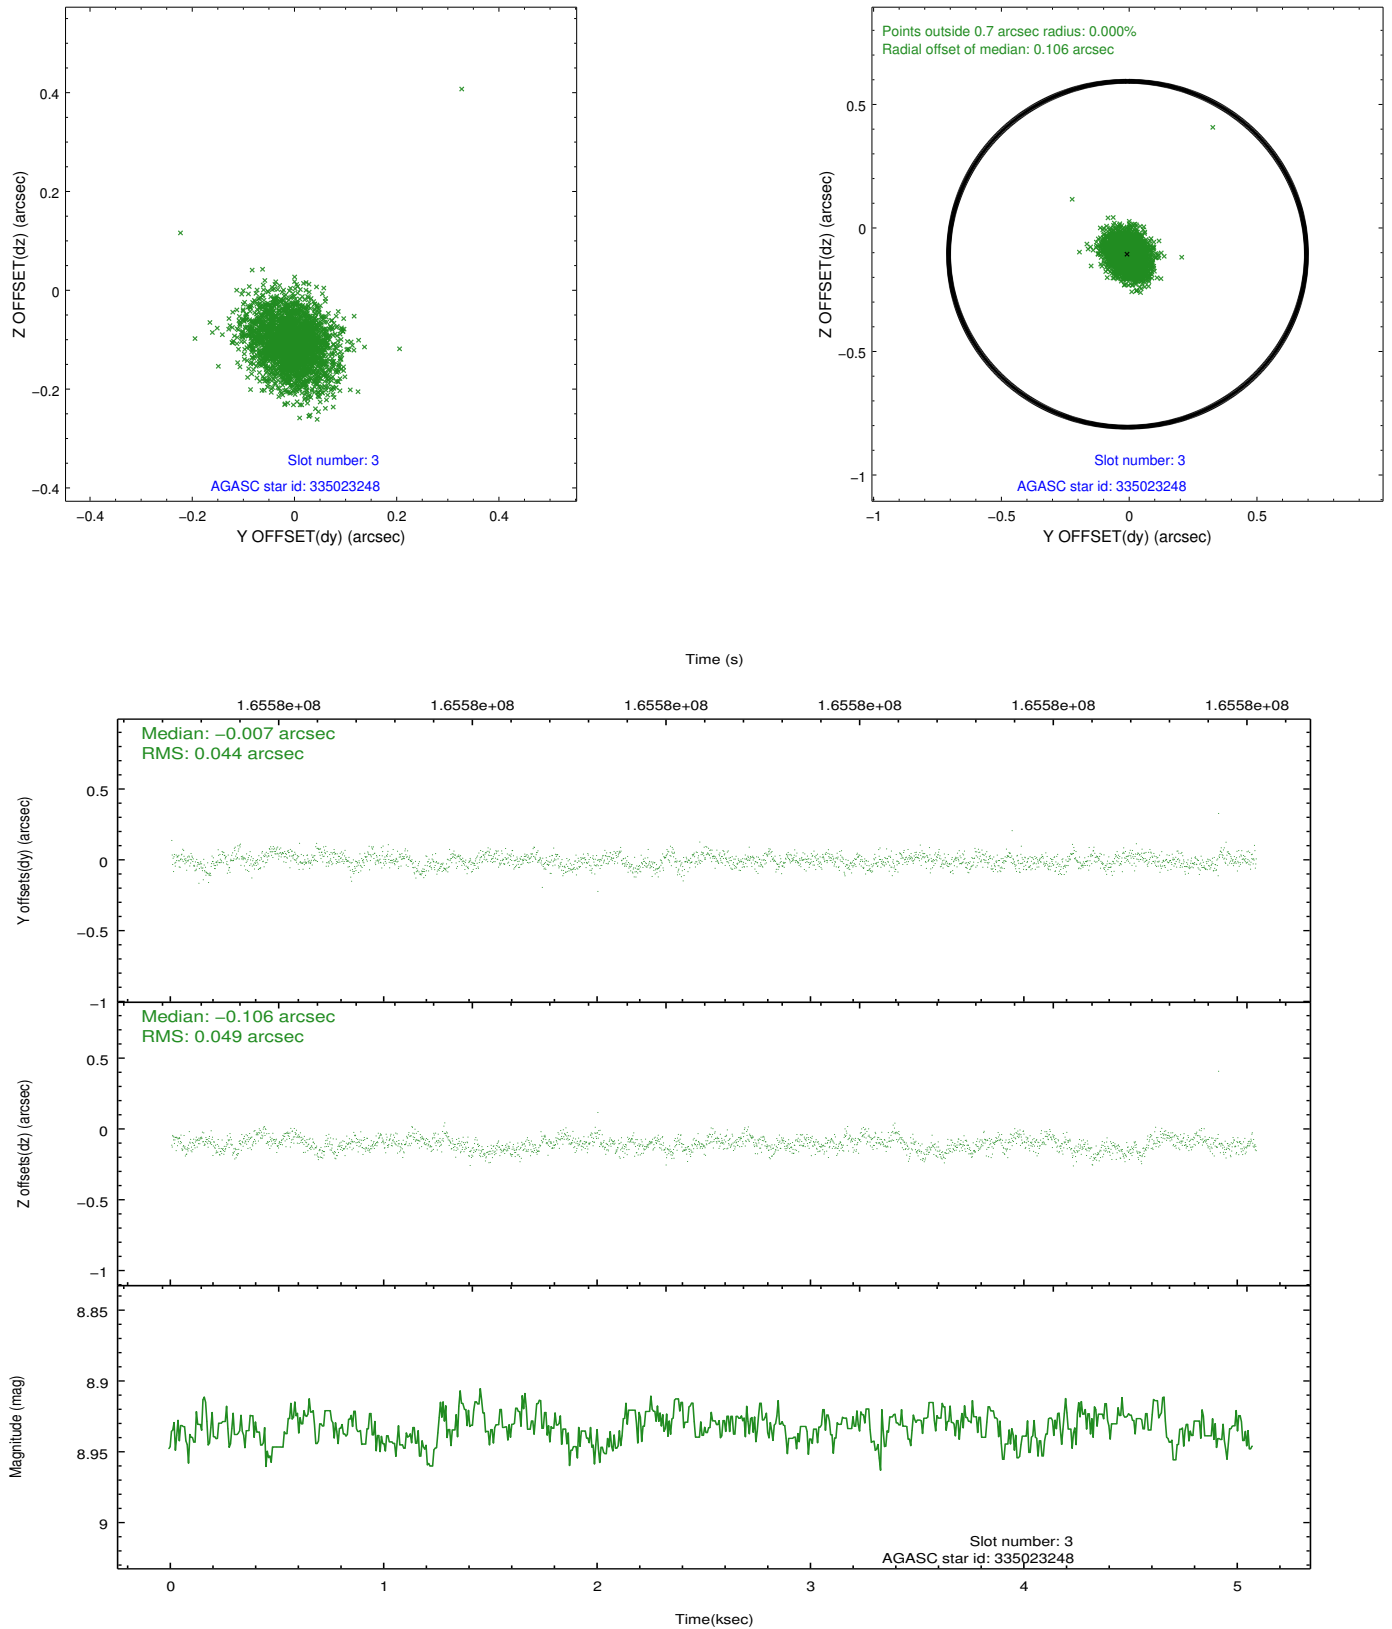 0.4
0.2
0
−0.2
−0.4
Z OFFSET(dz) (arcsec)
Slot number: 3
AGASC star id: 335023248
−0.4
−0.2
0
0.2
0.4
Y OFFSET(dy) (arcsec)
Points outside 0.7 arcsec radius: 0.000%
Radial offset of median: 0.106 arcsec
0.5
0
−0.5
−1
Z OFFSET(dz) (arcsec)
Slot number: 3
AGASC star id: 335023248
−1
−0.5
0
0.5
Y OFFSET(dy) (arcsec)
Time (s)
1.6558e+08 1.6558e+08 1.6558e+08 1.6558e+08 1.6558e+08 1.6558e+08
Median: −0.007 arcsec
RMS: 0.044 arcsec
0.5
0
−0.5
−1
Y offsets(dy) (arcsec)
Median: −0.106 arcsec
RMS: 0.049 arcsec
0.5
0
−0.5
−1
Z offsets(dz) (arcsec)
8.85
8.9
8.95
9
Magnitude (mag)
Slot number: 3
AGASC star id: 335023248
0 1 2 3 4 5
Time(ksec)